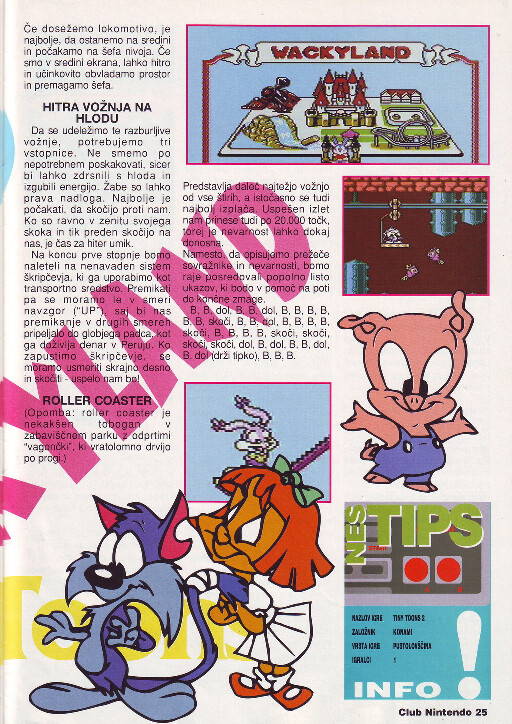 Če dosežemo lokomotivo, je
najbolje, da ostanemo na sredini
in počakamo na šefa nivoja. Če
smo v sredini ekrana, lahko hitro
in učinkovito obvladamo prostor
in premagamo šefa.
HITRA VOŽNJA NA
HLODU
Da se udeležimo te razburljive
vožnje, potrebujemo tri
vstopnice. Ne smemo po
nepotrebnem poskakovati, sicer
bi lahko zdrsnili s hloda in
izgubili energijo. Žabe so lahko
prava nadloga. Najbolje je
počakati, da skočijo proti nam.
Ko so ravno v zenitu svojega
skoka in tik preden skočijo na
nas, je čas za hiter umik.
Na koncu prve stopnje bomo
naleteli na nenavaden sistem
škripčevja, ki ga uporabimo kot
transportno sredstvo. Premikati
pa se moramo le v smeri
navzgor ("UP"), saj bi nas
premikanje v drugih smereh
pripeljalo do globjega padca, kot
ga doživlja denar v Peruju. Ko
zapustimo škripčevje, se
moramo usmeriti skrajno desno
in skočiti - uspelo nam be!
ROLLER COASTER
(Opomba: roller coaster je
nekakšen tobogan v
zabaviščnem parku z odprtimi
"vagončki", ki vratolomno drvijo
po progi.)
WACKYLAND
Predstavlja daleč najtežjo vožnjo
od vse štirih, a istočasno se tudi
najbolj izplača. Uspešen izlet
nam prinese tudi po 20.000 točk,
torej je nevarnost lahko dokaj
donosna.
Namesto, da opisujemo prežeče
sovražnike in nevarnosti, bomo
raje posredovali popolno listo
ukazov, ki bodo v pomoč na poti
do končne zmage.
B, B, dol, B, B, dol, B, B, B, B,
B, B, skoči, B, B, dol, B, B, B, B,
skoči, B, B, B, B, skoči, skoči,
skoči, skoči, dol, B, dol, B, B, dol,
B, dol (drži tipko), B, B, B.
YLAND
Toons
NES
TIPS
START
NAZLOV IGRE TINY TOONS 2
ZALOŽNIK KONAMI
VRSTA IGRE PUSTOLOVŠČINA
IGRALCI 1
INFO !
Club Nintendo 25